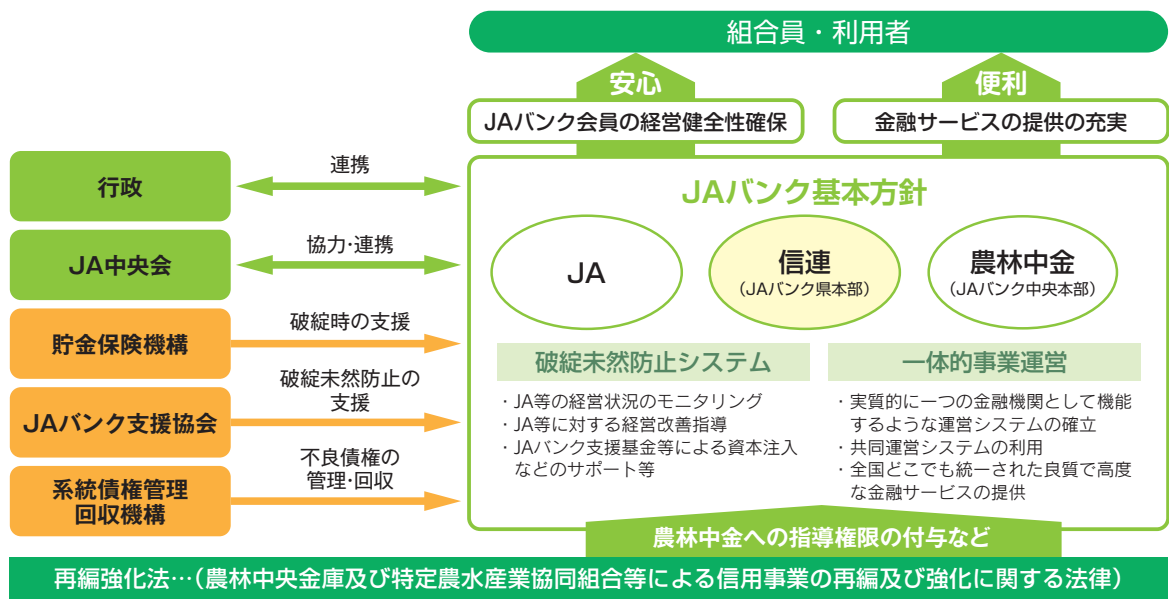 組合員・利用者
安心
便利
JAバンク会員の経営健全性確保
金融サービスの提供の充実
行政
連携
JA中央会
協力・連携
貯金保険機構
破綻時の支援
JAバンク支援協会
破綻未然防止の
支援
系統債権管理
回収機構
不良債権の
管理・回収
JAバンク基本方針
JA
信連
(JAバンク県本部)
農林中金
(JAバンク中央本部)
破綻未然防止システム
・JA等の経営状況のモニタリング
・JA等に対する経営改善指導
・JAバンク支援基金等による資本注入
などのサポート等
一体的事業運営
・実質的に一つの金融機関として機能
するような運営システムの確立
・共同運営システムの利用
・全国どこでも統一された良質で高度
な金融サービスの提供
農林中金への指導権限の付与など
再編強化法…(農林中央金庫及び特定農水産業協同組合等による信用事業の再編及び強化に関する法律)